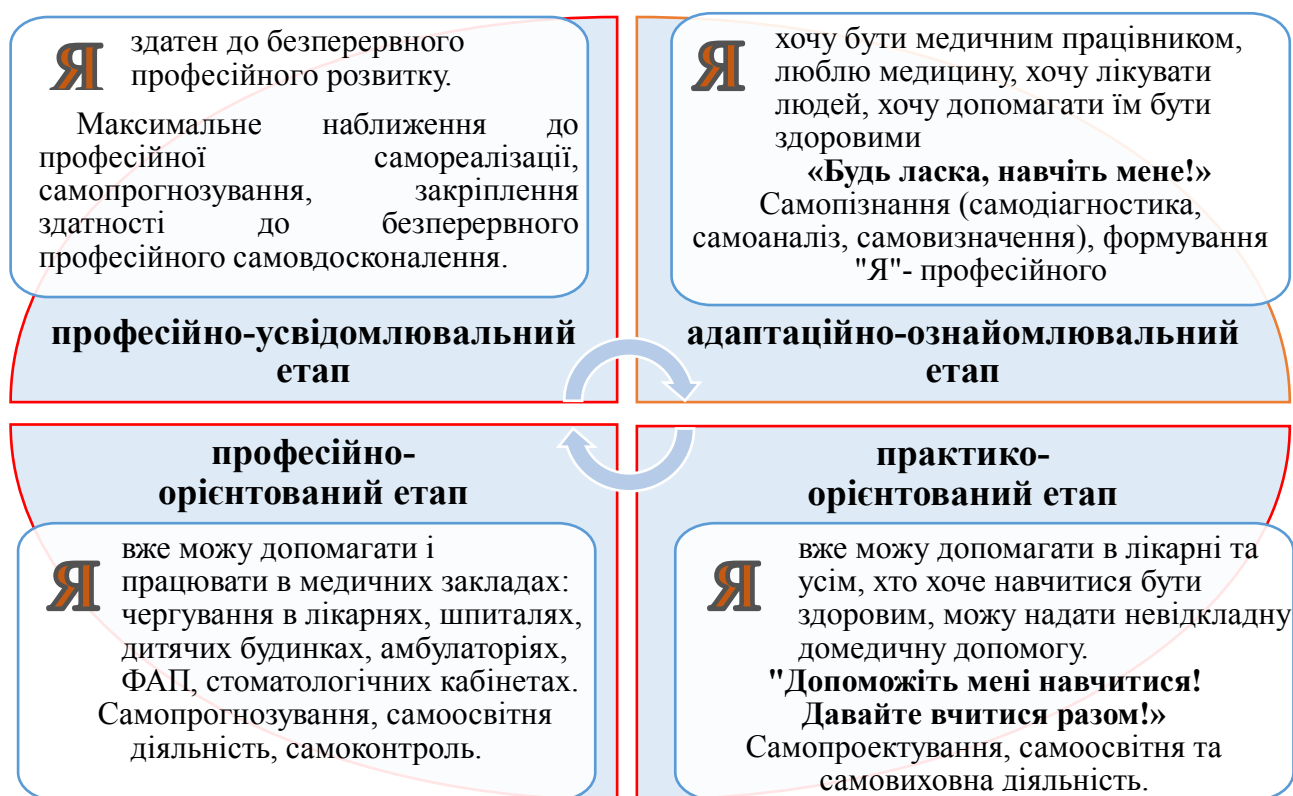 Я здатен до безперервного
професійного розвитку.
Максимальне наближення до
професійної самореалізації,
самопрогнозування, закріплення
здатності до безперервного
професійного самовдосконалення.
професійно-усвідомлювальний
етап
Я хочу бути медичним працівником,
люблю медицину, хочу лікувати
людей, хочу допомагати їм бути
здоровими
«Будь ласка, навчіть мене!»
Самопізнання (самодіагностика,
самоаналіз, самовизначення), формування
"Я"- професійного
адаптаційно-ознайомлювальний
етап
професійно-
орієнтований етап
Я вже можу допомагати і
працювати в медичних закладах:
чергування в лікарнях, шпиталях,
дитячих будинках, амбулаторіях,
ФАП, стоматологічних кабінетах.
Самопрогнозування, самоосвітня
діяльність, самоконтроль.
практико-
орієнтований етап
Я вже можу допомагати в лікарні та
усім, хто хоче навчитися бути
здоровим, можу надати невідкладну
домедичну допомогу.
"Допоможіть мені навчитися!
Давайте вчитися разом!»
Самопроектування, самоосвітня та
самовиховна діяльність.